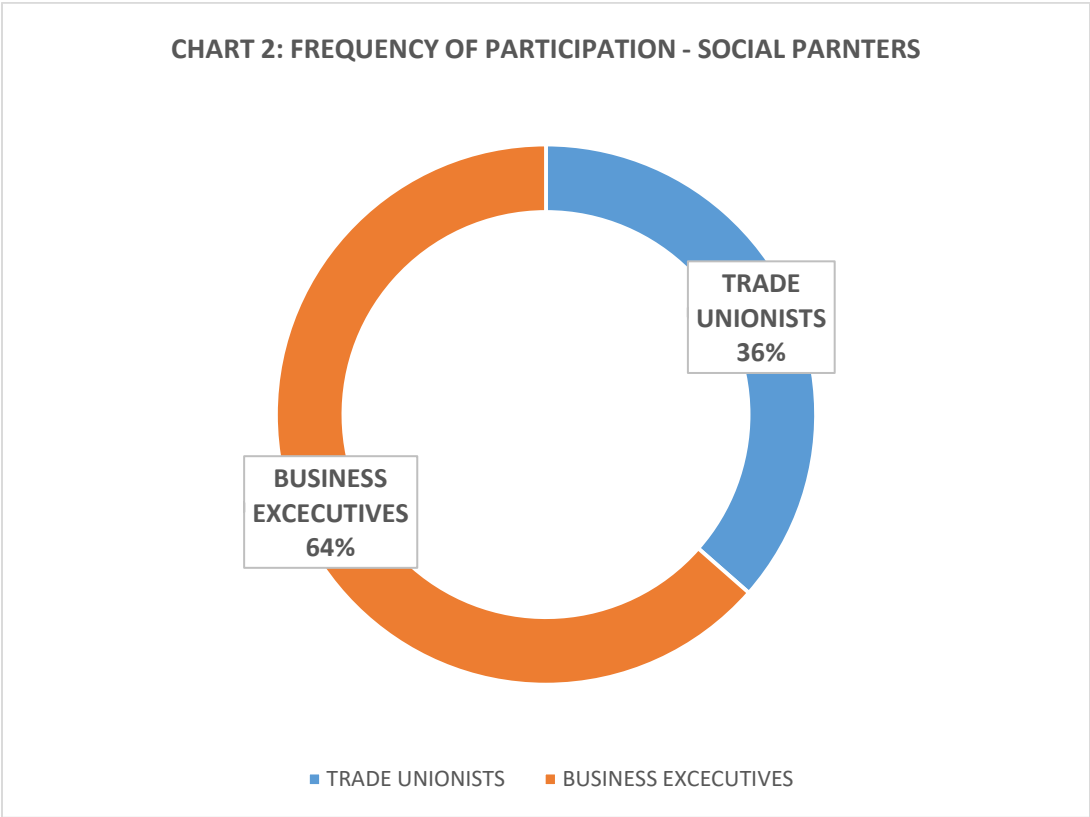 CHART 2: FREQUENCY OF PARTICIPATION - SOCIAL PARNTERS
TRADE
UNIONISTS
36%
BUSINESS
EXCECUTIVES
64%
TRADE UNIONISTS
BUSINESS EXCECUTIVES